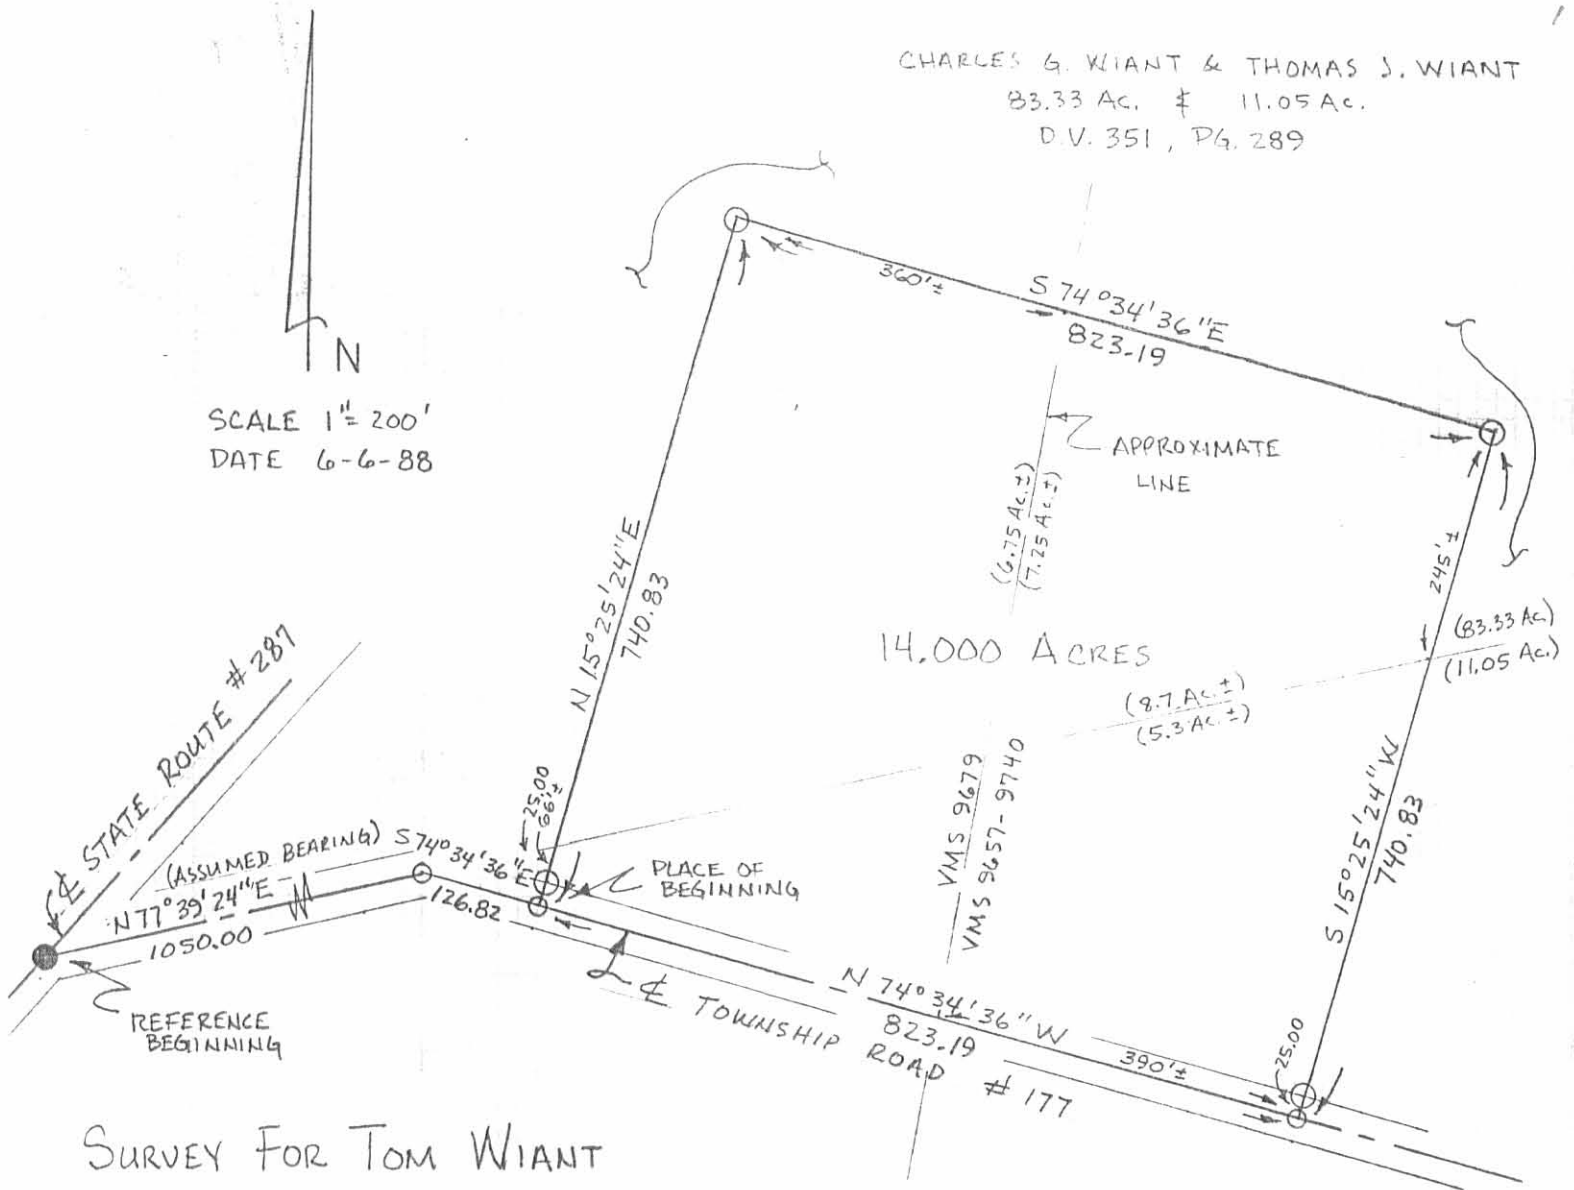 CHARLES G. WIANT & THOMAS J. WIANT
83.33 Ac. & 11.05 Ac.
D.V. 351, PG. 289
N
SCALE 1"= 200'
DATE 6-6-88
360'±
S 74°34'36"E
823.19
APPROXIMATE
LINE
(6.75 Ac.±)
(7.25 Ac.±)
N 15°25'24"E
740.83
245'±
(83.33 Ac)
(11.05 Ac.)
14.000 ACRES
(8.7 Ac.±)
(5.3 Ac.±)
S 15°25'24"W
740.83
VMS 9679
VMS 9657-9740
℄ STATE ROUTE #287
(ASSUMED BEARING)
N 77°39'24"E
1050.00
S 74°34'36"E
126.82
25.00
66'±
PLACE OF
BEGINNING
REFERENCE
BEGINNING
℄ TOWNSHIP ROAD #177
N 74°34'36"W
823.19
390'±
25.00
SURVEY FOR TOM WIANT